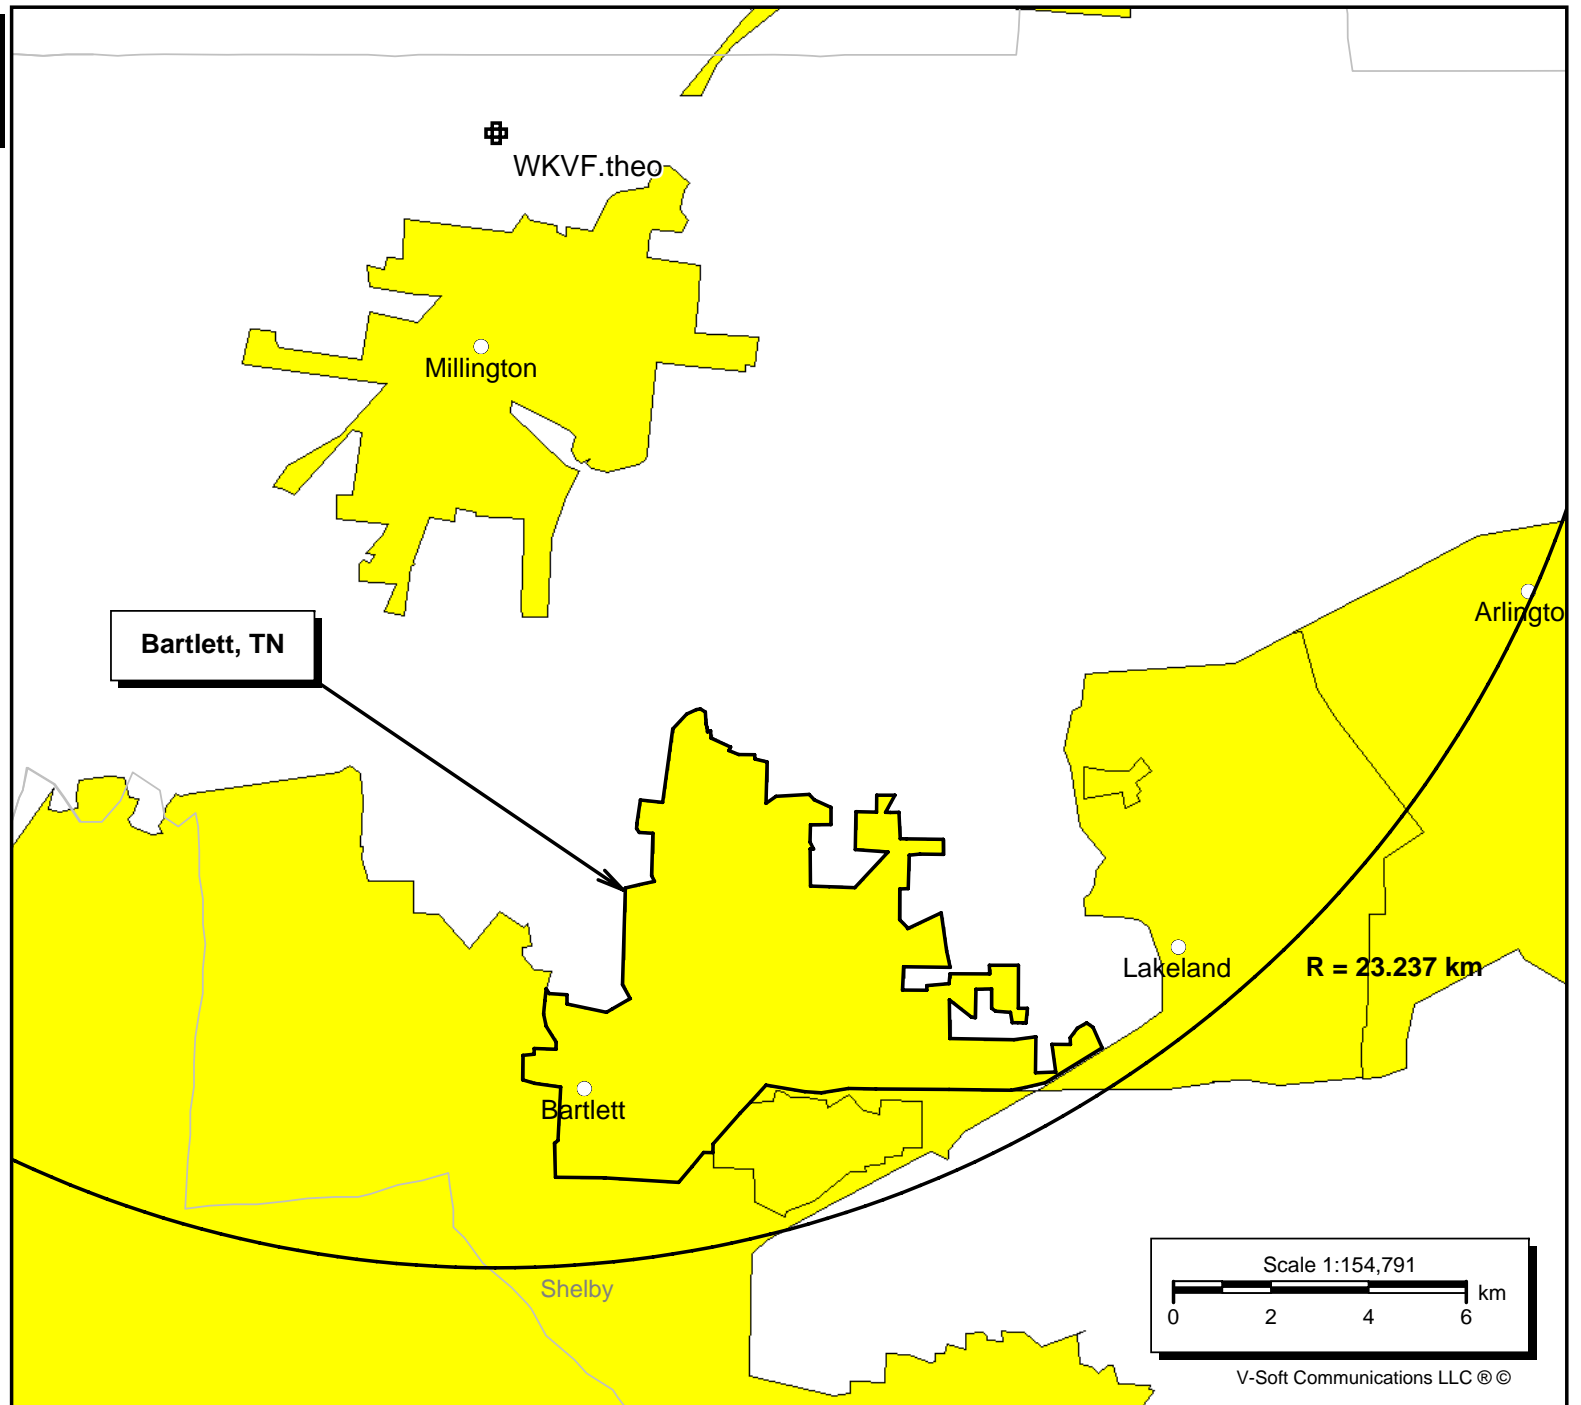 WKVF.theo
Millington
Arlingto
Bartlett, TN
Lakeland
R = 23.237 km
Bartlett
Shelby
Scale 1:154,791
km
0 2 4 6
V-Soft Communications LLC ® ©